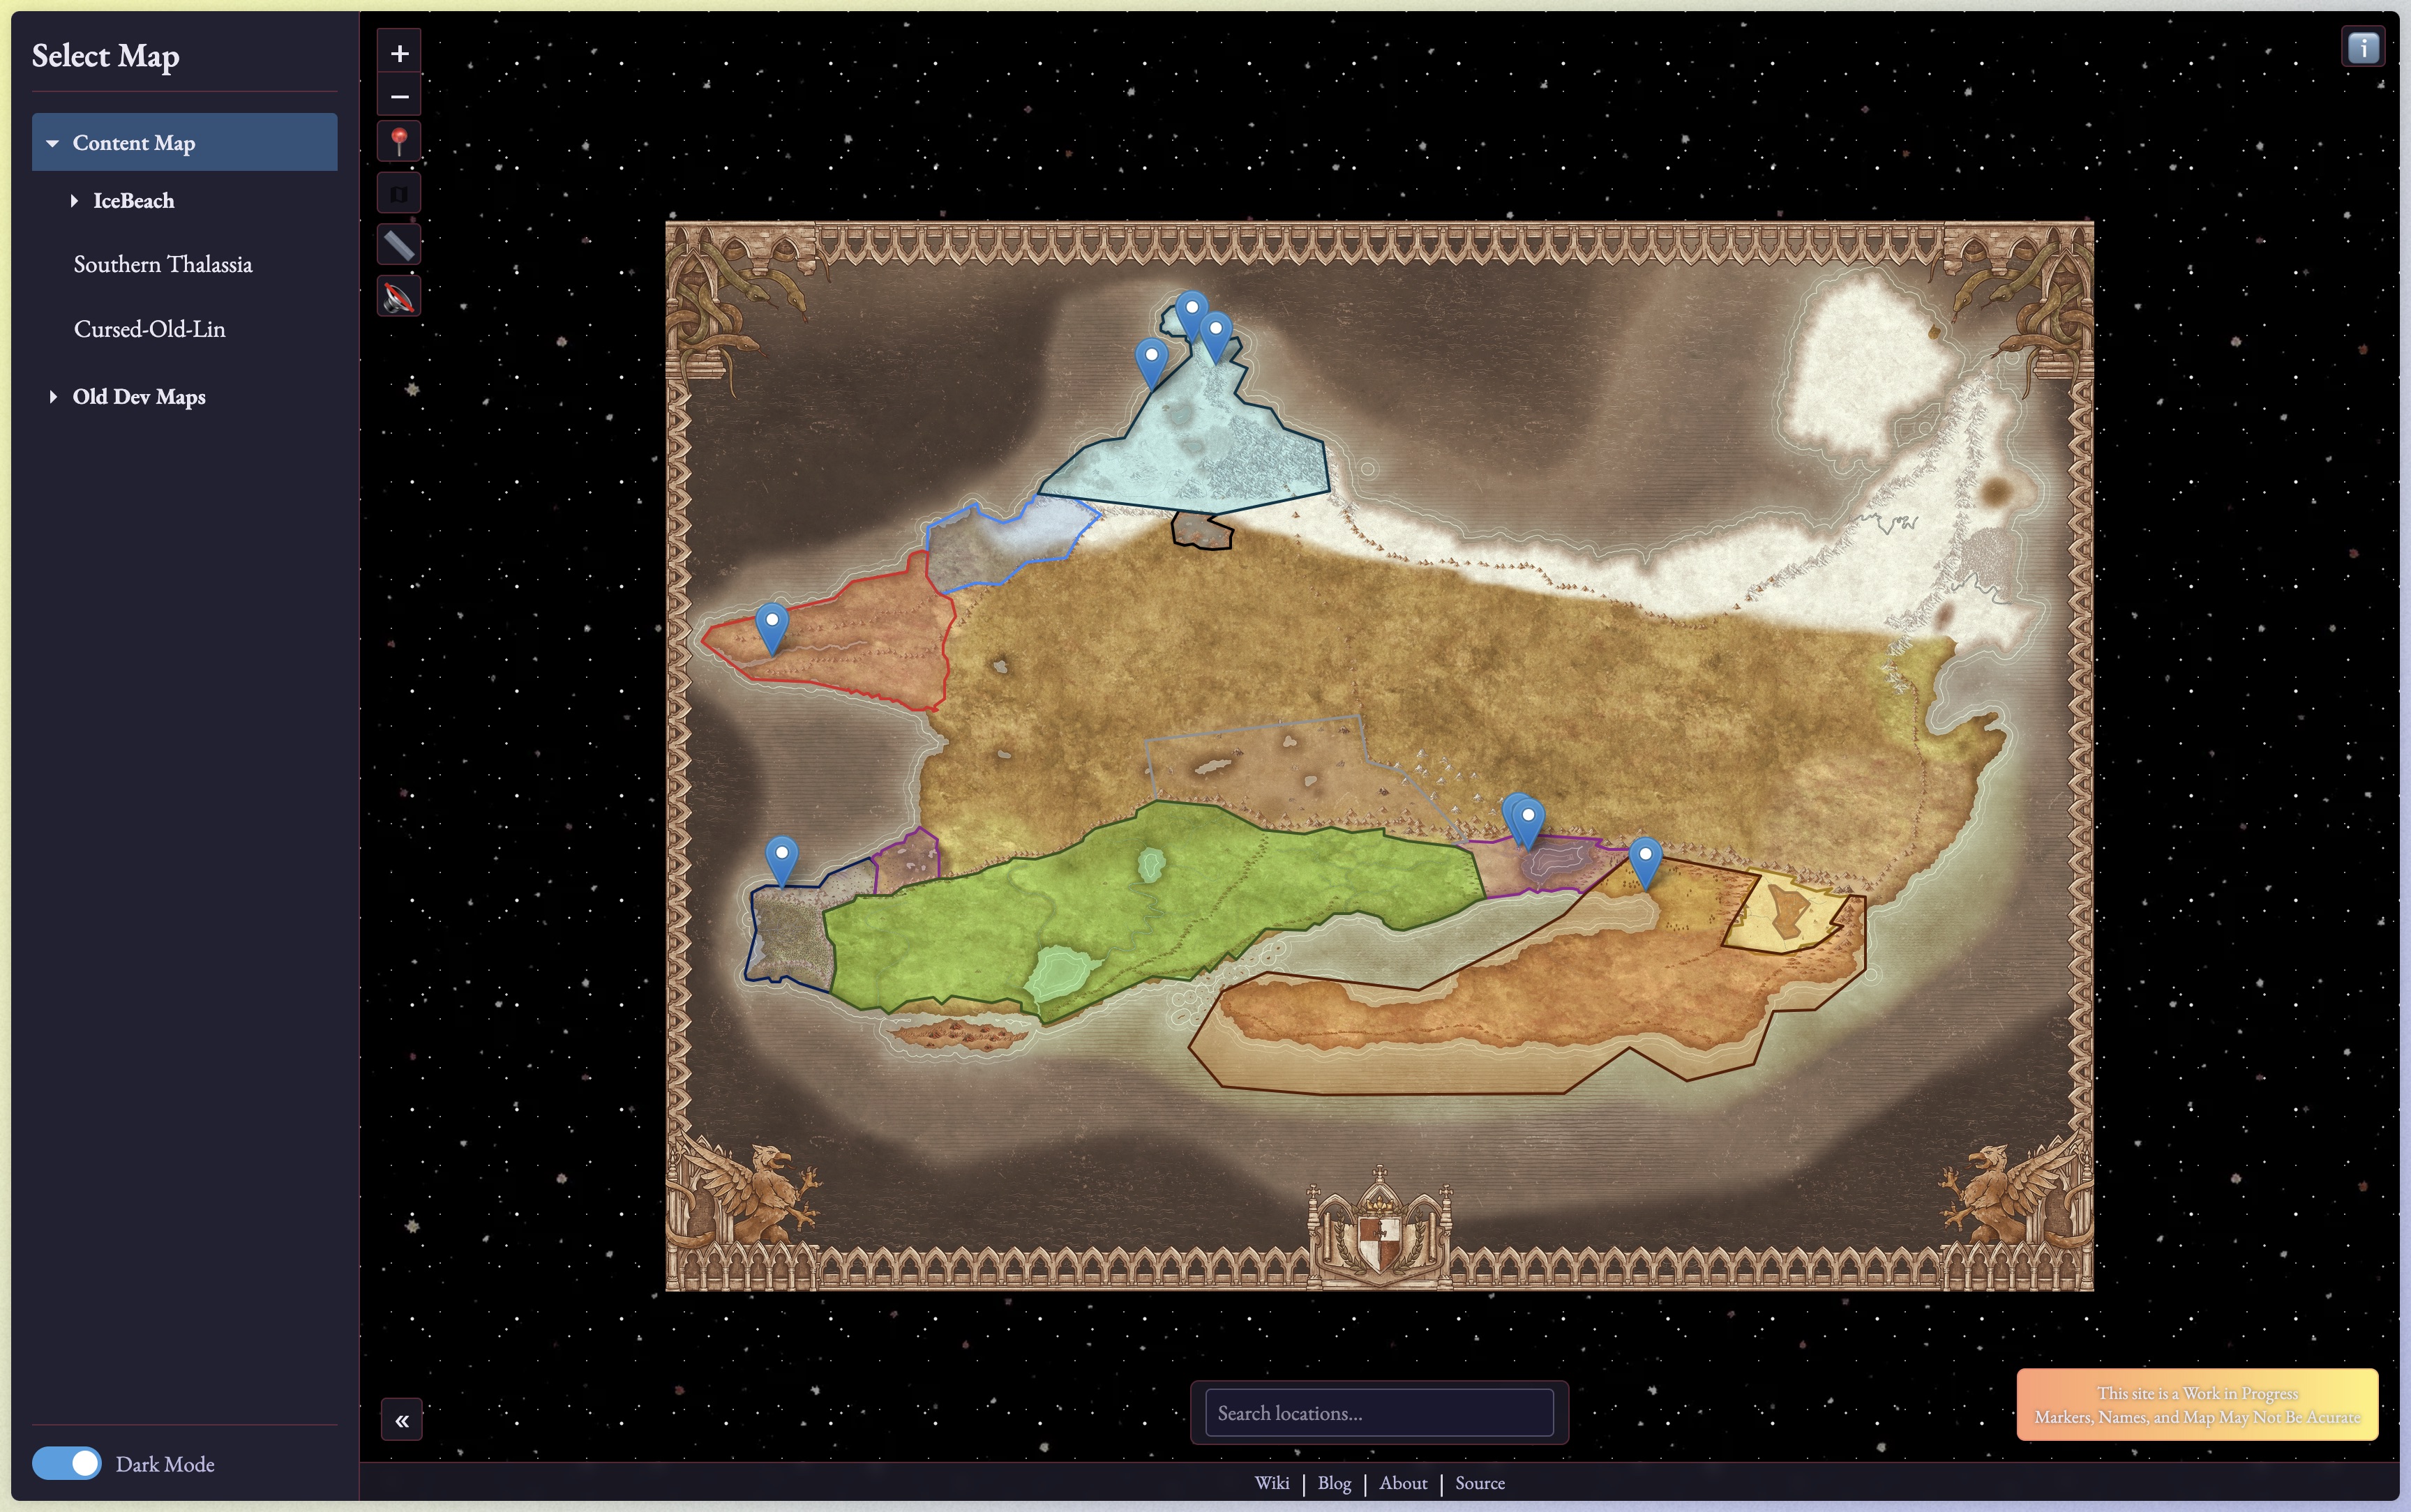 Select Map
Content Map
IceBeach
Southern Thalassia
Cursed-Old-Lin
Old Dev Maps
Dark Mode
+
−
i
«
Search locations...
This site is a Work in Progress
Markers, Names, and Map May Not Be Acurate
Wiki | Blog | About | Source